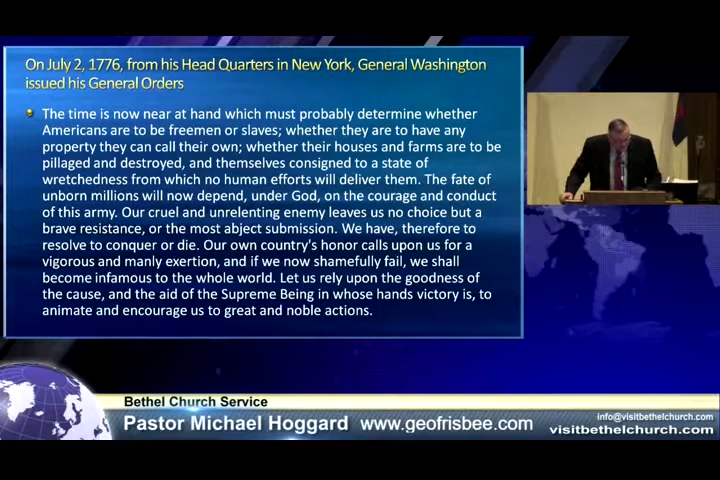 On July 2, 1776, from his Head Quarters in New York, General Washington
issued his General Orders
The time is now near at hand which must probably determine whether
Americans are to be freemen or slaves; whether they are to have any
property they can call their own; whether their houses and farms are to be
pillaged and destroyed, and themselves consigned to a state of
wretchedness from which no human efforts will deliver them. The fate of
unborn millions will now depend, under God, on the courage and conduct
of this army. Our cruel and unrelenting enemy leaves us no choice but a
brave resistance, or the most abject submission. We have, therefore to
resolve to conquer or die. Our own country's honor calls upon us for a
vigorous and manly exertion, and if we now shamefully fail, we shall
become infamous to the whole world. Let us rely upon the goodness of
the cause, and the aid of the Supreme Being in whose hands victory is, to
animate and encourage us to great and noble actions.
Bethel Church Service
Pastor Michael Hoggard www.geofrisbee.com
info@visitbethelchurch.com
visitbethelchurch.com